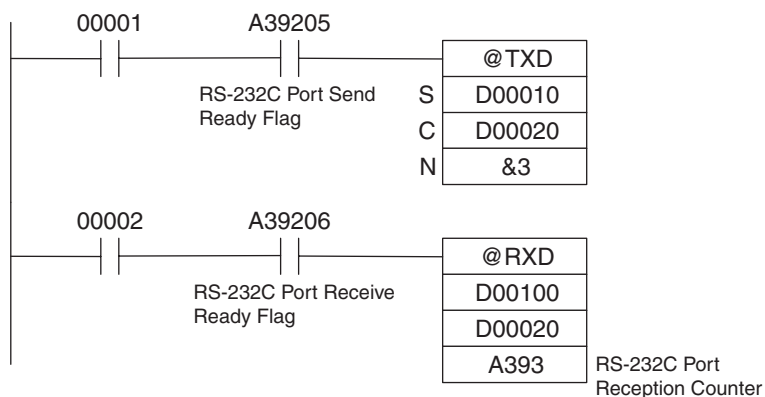 00001 A39205
@TXD
RS-232C Port Send
Ready Flag
S D00010
C D00020
N &3
00002 A39206
@RXD
RS-232C Port Receive
Ready Flag
D00100
D00020
A393 RS-232C Port
Reception Counter